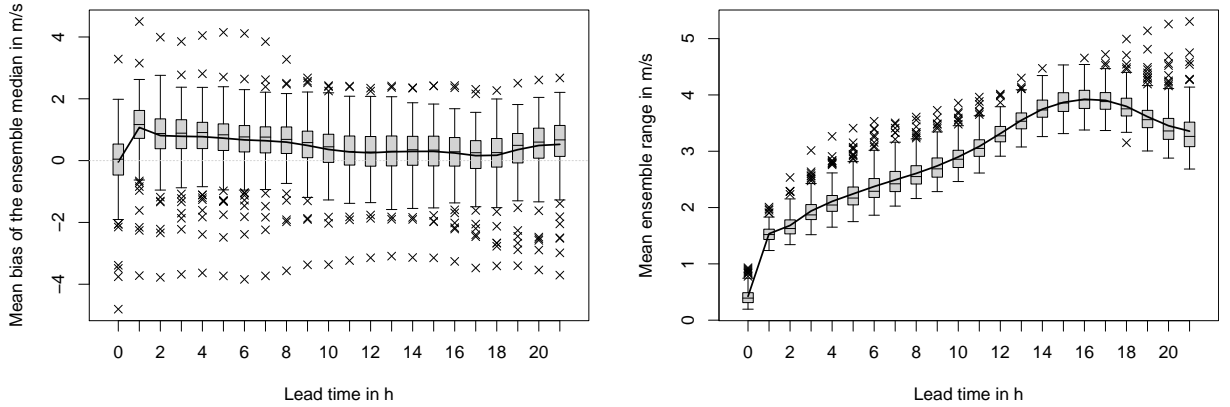 Mean bias of the ensemble median in m/s
4
2
0
−2
−4
0 2 4 6 8 10 12 14 16 18 20
Lead time in h
Mean ensemble range in m/s
5
4
3
2
1
0
0 2 4 6 8 10 12 14 16 18 20
Lead time in h